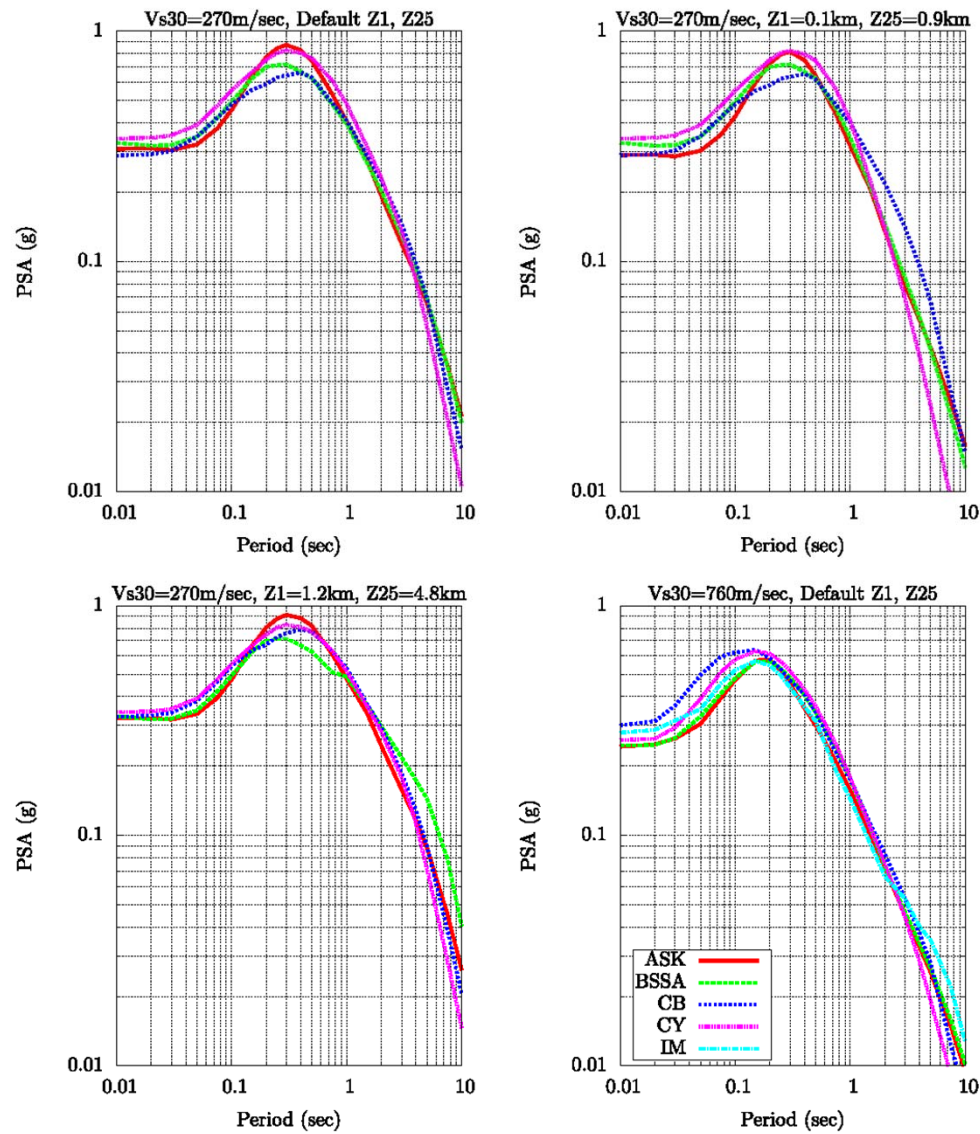 Vs30=270m/sec, Default Z1, Z25
1
0.1
0.01
PSA (g)
0.01 0.1 1 10
Period (sec)
Vs30=270m/sec, Z1=0.1km, Z25=0.9km
1
0.1
0.01
PSA (g)
0.01 0.1 1 10
Period (sec)
Vs30=270m/sec, Z1=1.2km, Z25=4.8km
1
0.1
0.01
PSA (g)
0.01 0.1 1 10
Period (sec)
Vs30=760m/sec, Default Z1, Z25
1
0.1
0.01
PSA (g)
ASK
BSSA
CB
CY
IM
0.01 0.1 1 10
Period (sec)